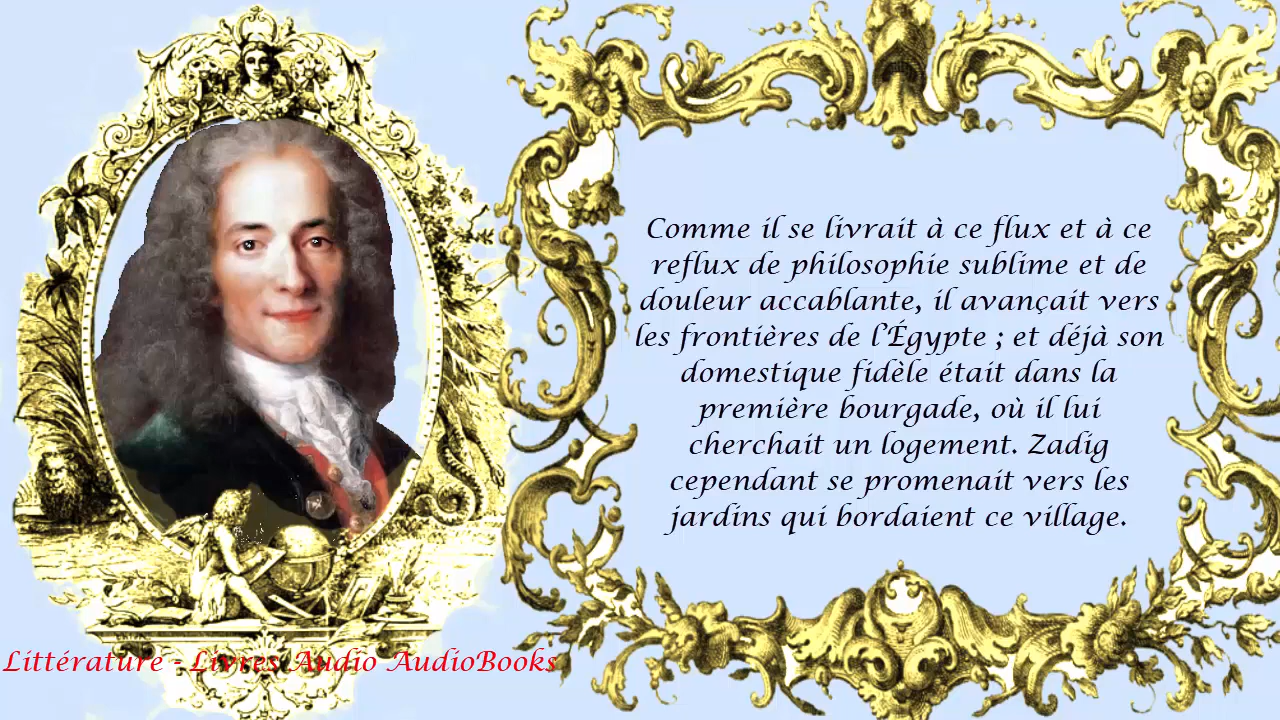 Comme il se livrait à ce flux et à ce
reflux de philosophie sublime et de
douleur accablante, il avançait vers
les frontières de l'Égypte ; et déjà son
domestique fidèle était dans la
première bourgade, où il lui
cherchait un logement. Zadig
cependant se promenait vers les
jardins qui bordaient ce village.
Littérature - Livres Audio AudioBooks